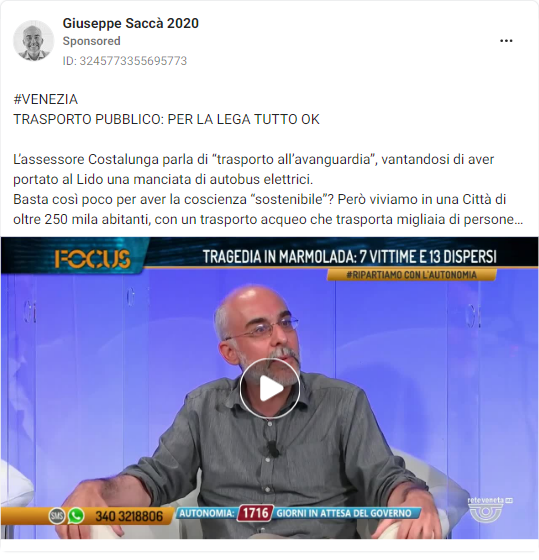 Giuseppe Saccà 2020
Sponsored
ID: 3245773355695773
#VENEZIA
TRASPORTO PUBBLICO: PER LA LEGA TUTTO OK
L’assessore Costalunga parla di “trasporto all’avanguardia”, vantandosi di aver
portato al Lido una manciata di autobus elettrici.
Basta così poco per aver la coscienza “sostenibile”? Però viviamo in una Città di
oltre 250 mila abitanti, con un trasporto acqueo che trasporta migliaia di persone...
FOCUS
TRAGEDIA IN MARMOLADA: 7 VITTIME E 13 DISPERSI
#RIPARTIAMO CON L'AUTONOMIA
reteveneta
SMS
340 3218806
AUTONOMIA: 1716 GIORNI IN ATTESA DEL GOVERNO